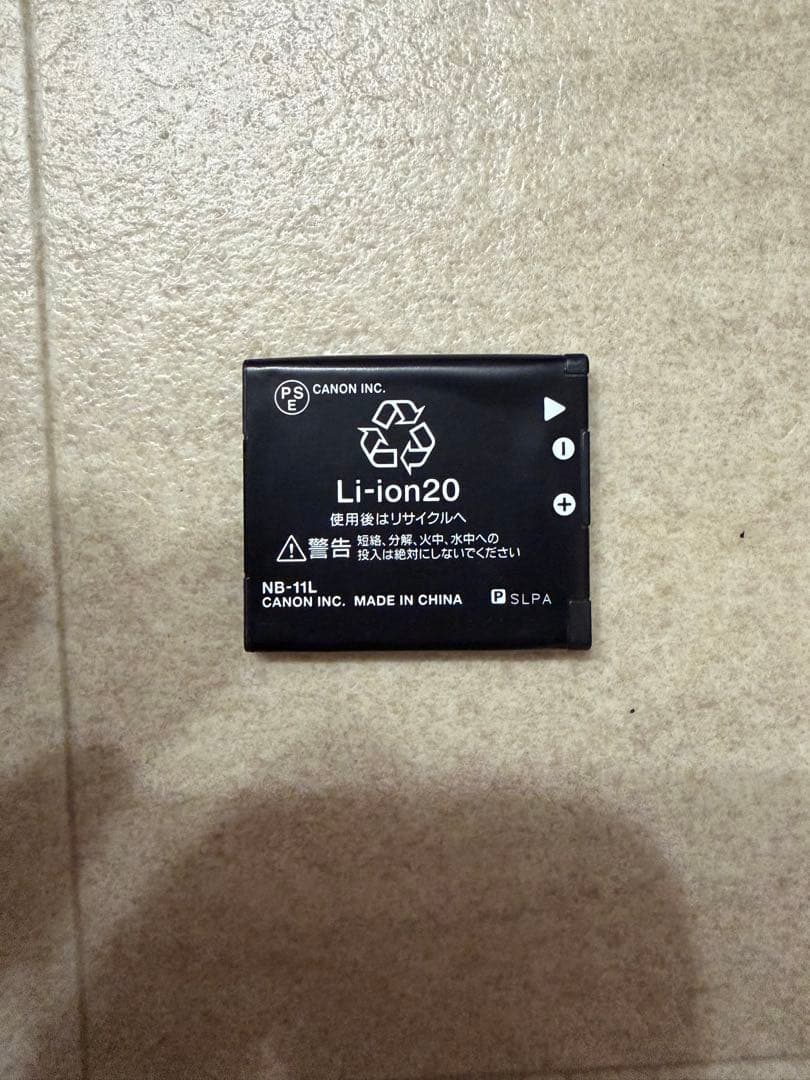 PSE CANON INC.
Li-ion20
使用後はリサイクルへ
警告 短絡、分解、火中、水中への
投入は絶対にしないでください
NB-11L
CANON INC. MADE IN CHINA P SLPA